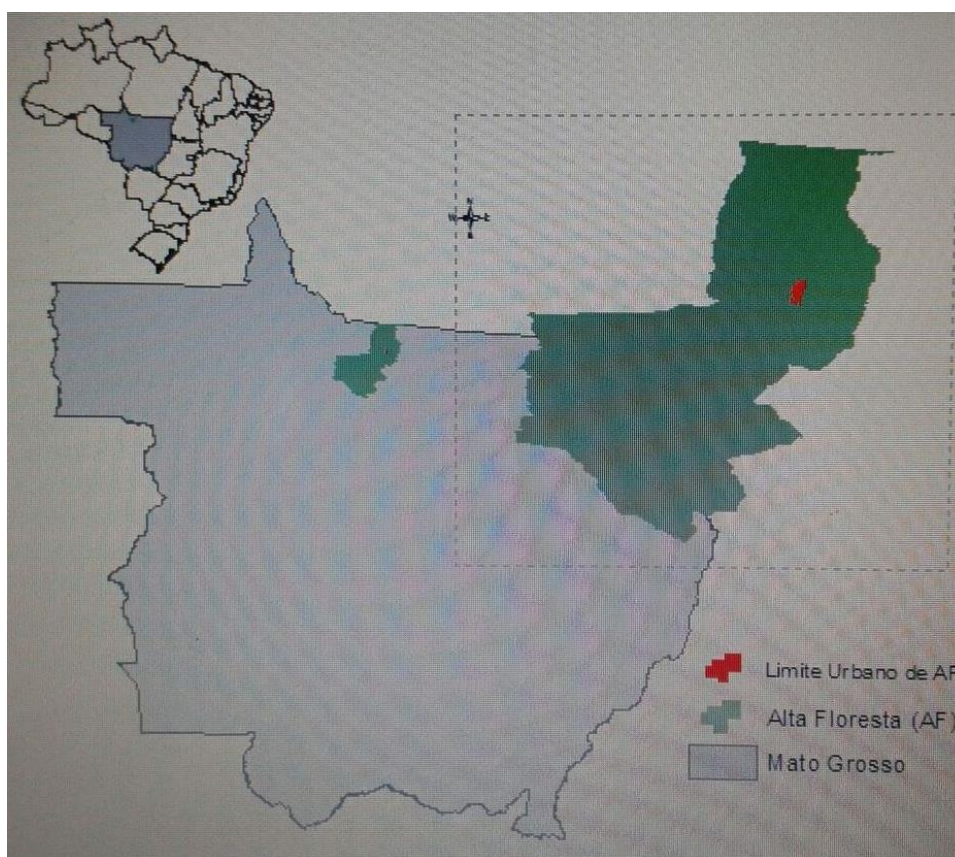 N
W E
S
Limite Urbano de AF
Alta Floresta (AF)
Mato Grosso